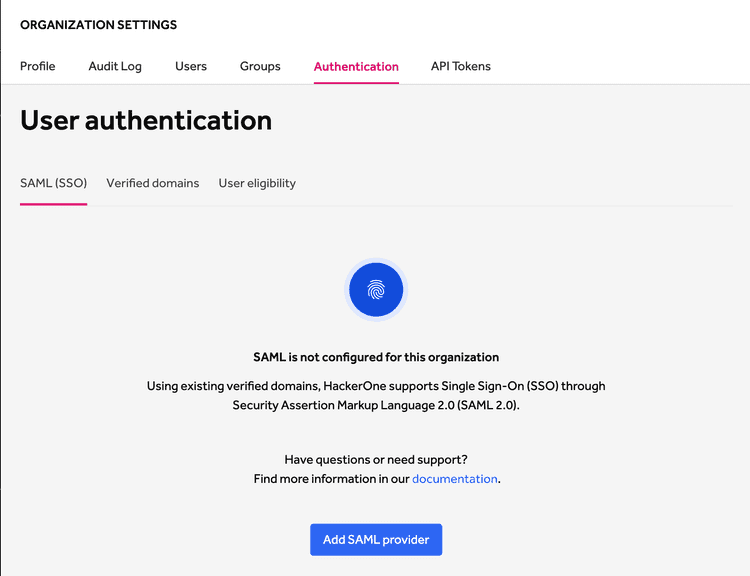 ORGANIZATION SETTINGS
Profile Audit Log Users Groups Authentication API Tokens
User authentication
SAML (SSO) Verified domains User eligibility
SAML is not configured for this organization
Using existing verified domains, HackerOne supports Single Sign-On (SSO) through
Security Assertion Markup Language 2.0 (SAML 2.0).
Have questions or need support?
Find more information in our documentation.
Add SAML provider